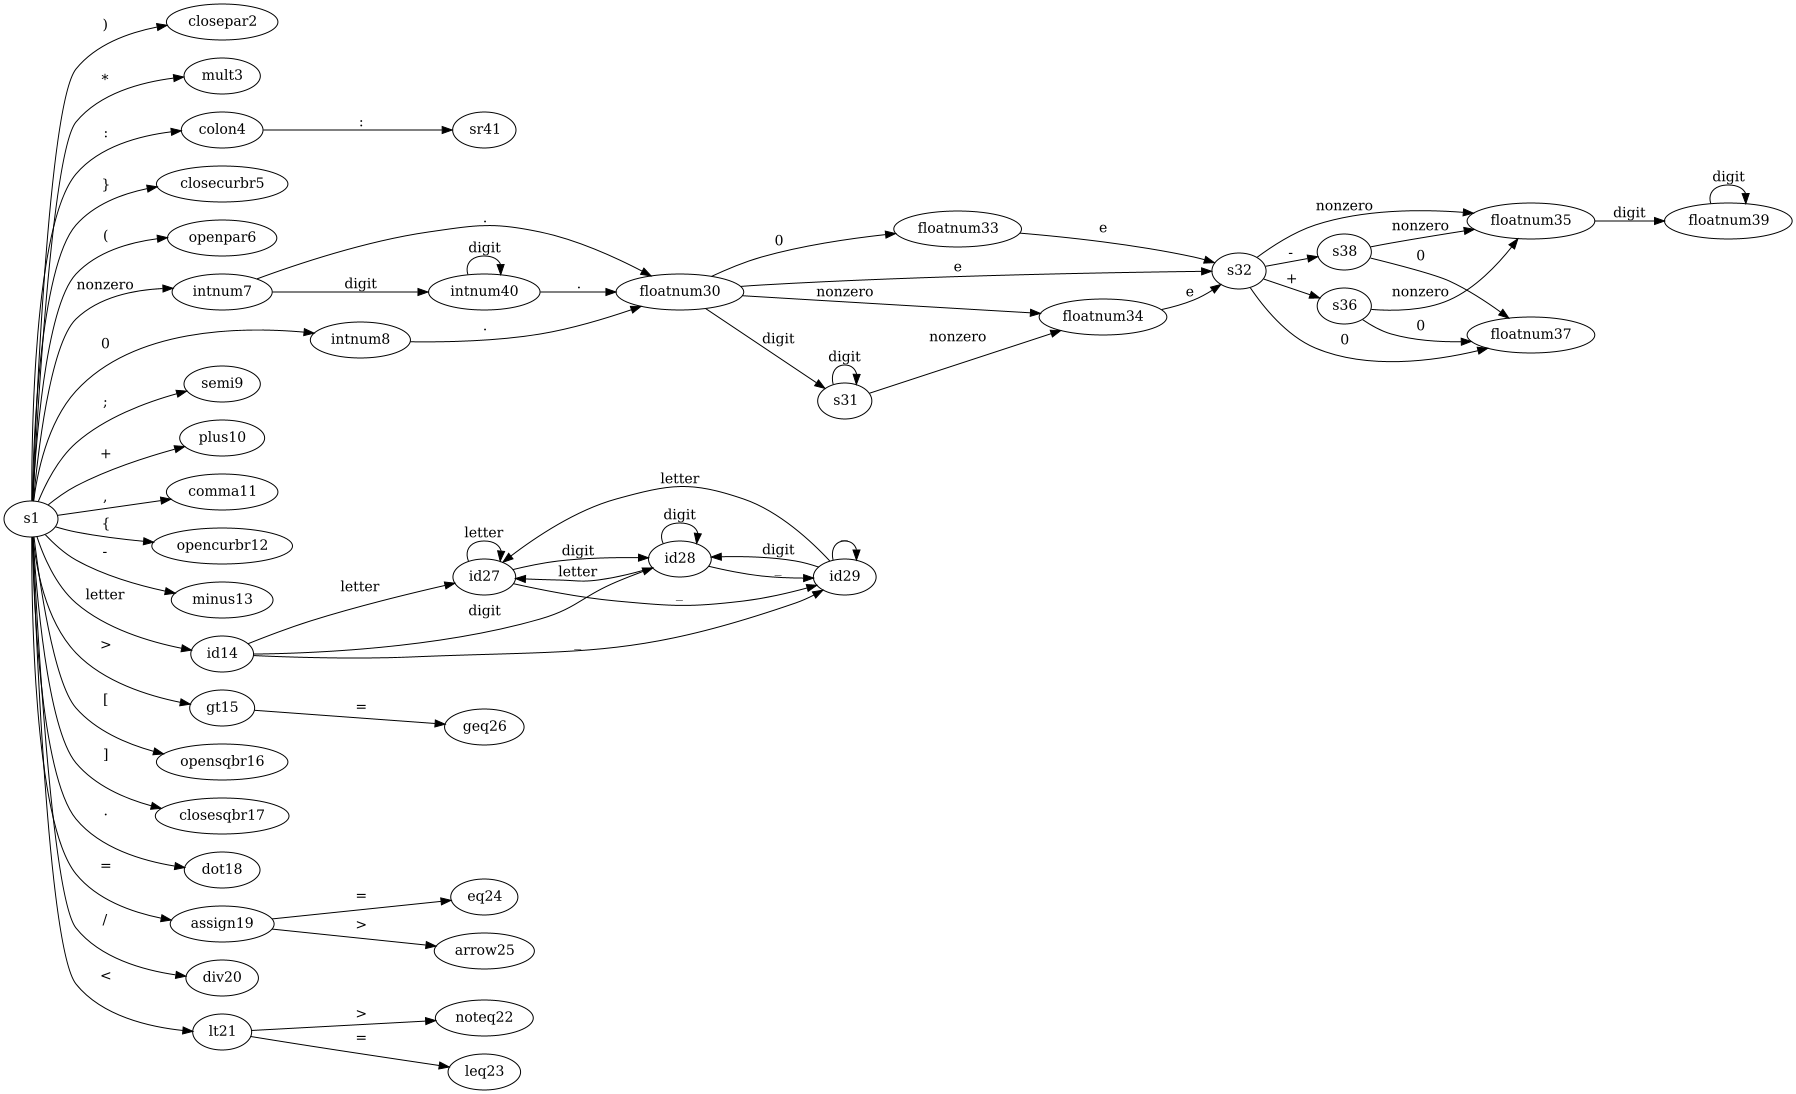 )
closepar2
*
mult3
:
colon4
:
sr41
}
closecurbr5
(
openpar6
nonzero
intnum7
.
digit
digit
intnum40
.
0
intnum8
.
floatnum30
0
floatnum33
e
e
nonzero
floatnum34
e
digit
digit
s31
nonzero
s32
nonzero
-
s38
nonzero
0
+
s36
nonzero
0
0
floatnum35
digit
digit
floatnum39
floatnum37
;
semi9
+
plus10
s1
,
comma11
{
opencurbr12
-
minus13
letter
id14
letter
digit
_
letter
letter
id27
digit
letter
_
digit
id28
digit
_
id29
>
gt15
=
geq26
[
opensqbr16
]
closesqbr17
.
dot18
=
assign19
=
eq24
>
arrow25
/
div20
<
lt21
>
noteq22
=
leq23